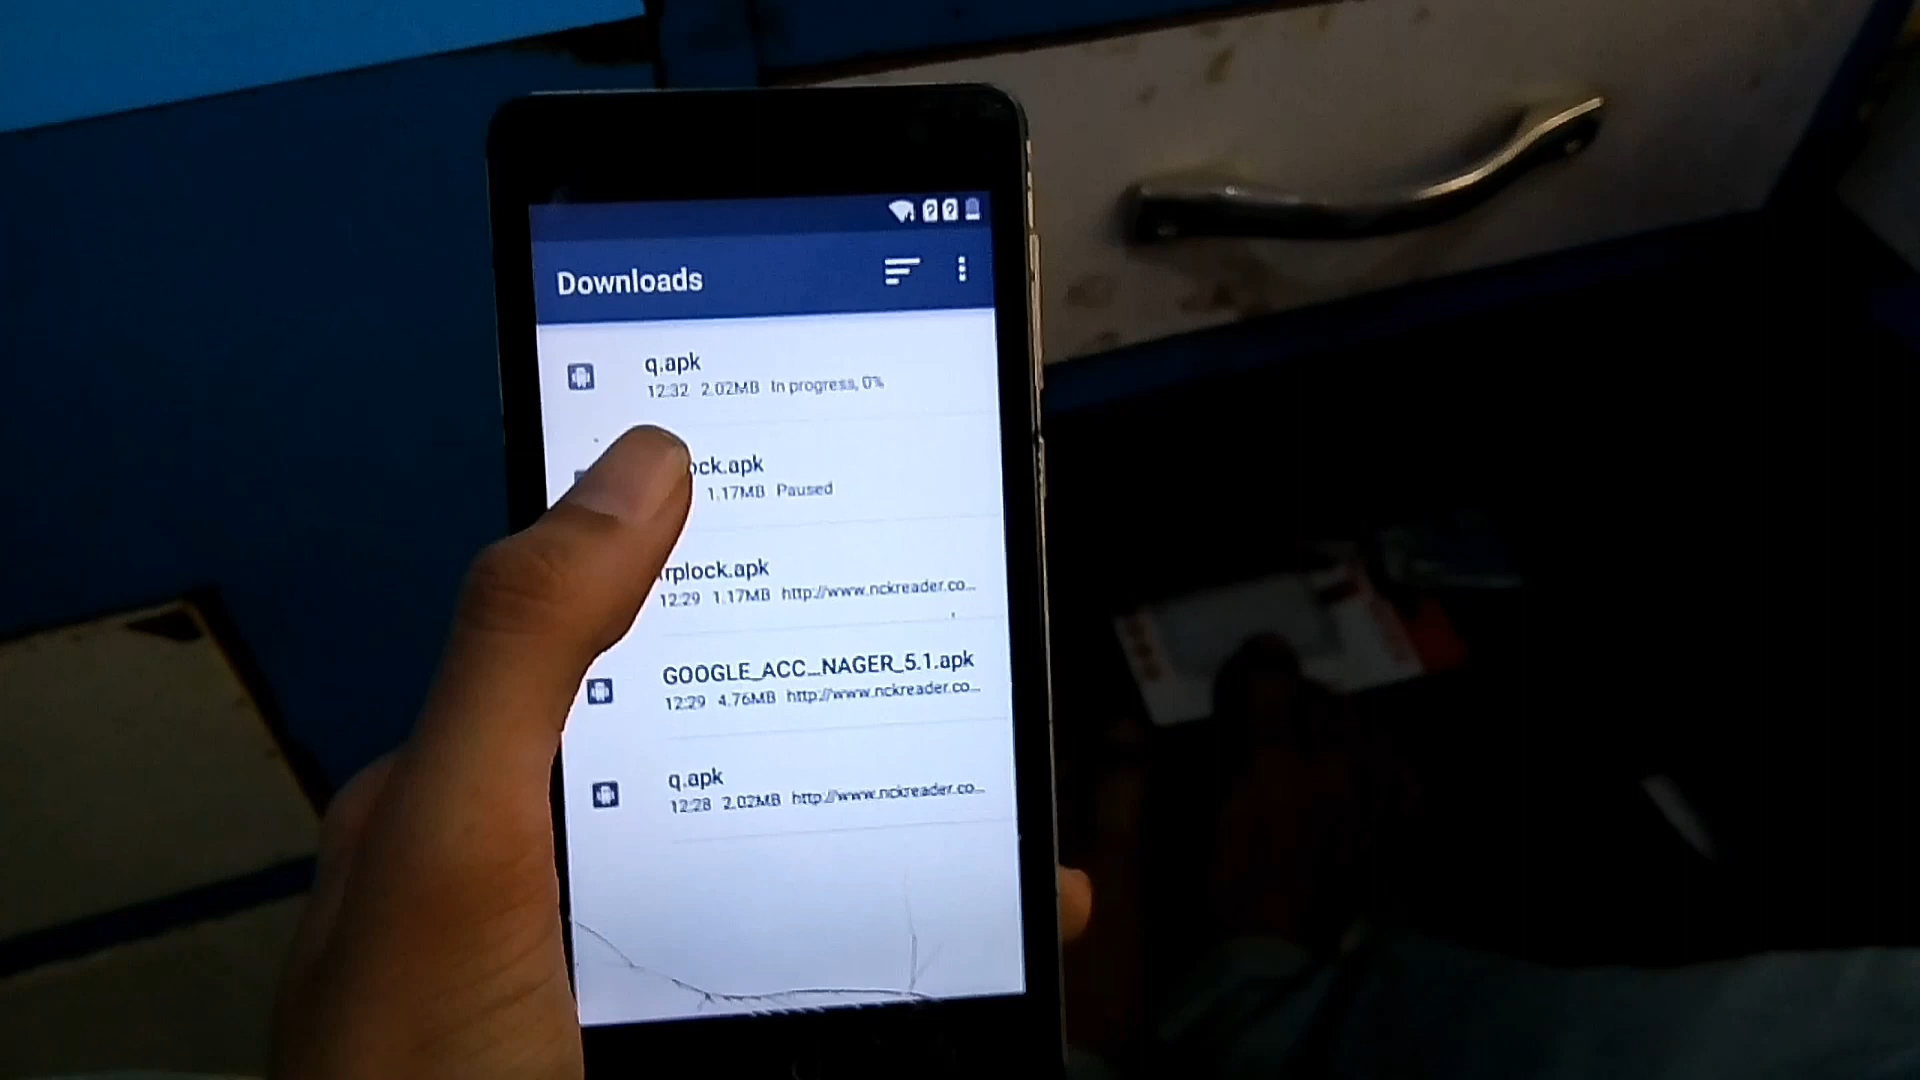 Downloads
q.apk
12:32 2.02MB In progress, 0%
ock.apk
1.17MB Paused
rplock.apk
12:29 1.17MB http://www.nckreader.co...
GOOGLE_ACC...NAGER_5.1.apk
12:29 4.76MB http://www.nckreader.co...
q.apk
12:28 2.02MB http://www.nckreader.co...